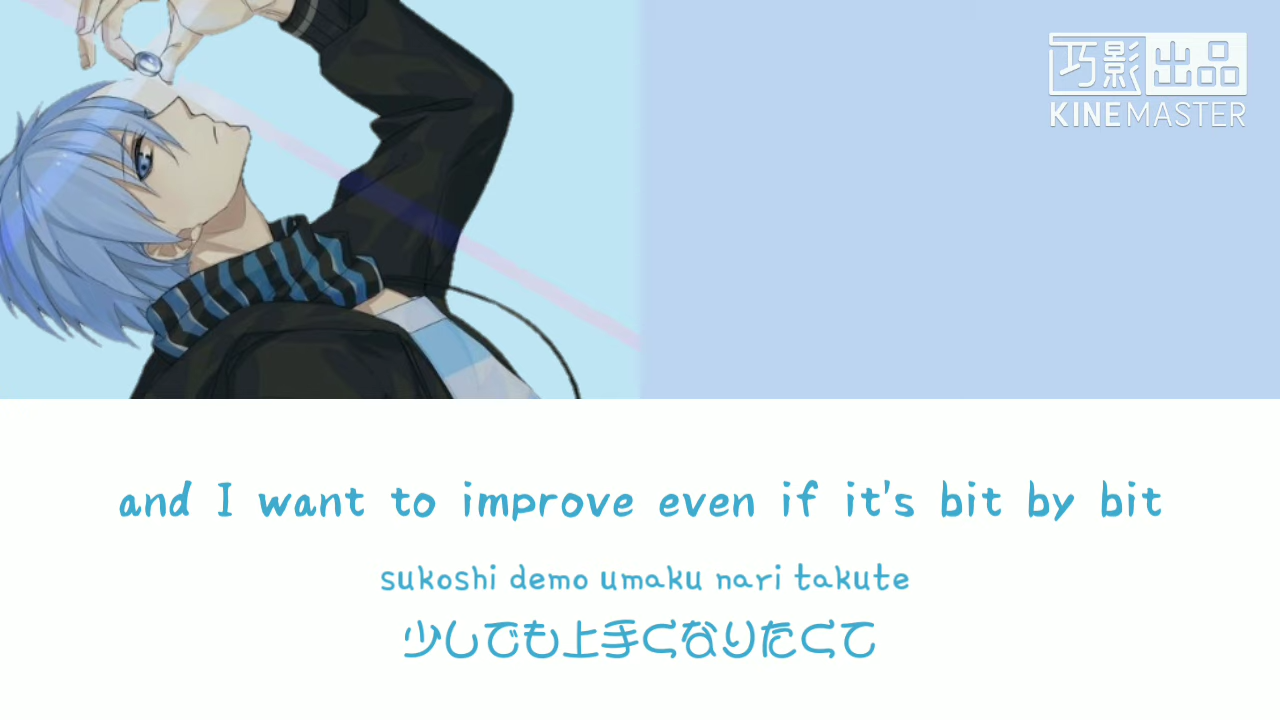 巧影出品
KINEMASTER
and I want to improve even if it's bit by bit
sukoshi demo umaku nari takute
少しでも上手くなりたくて